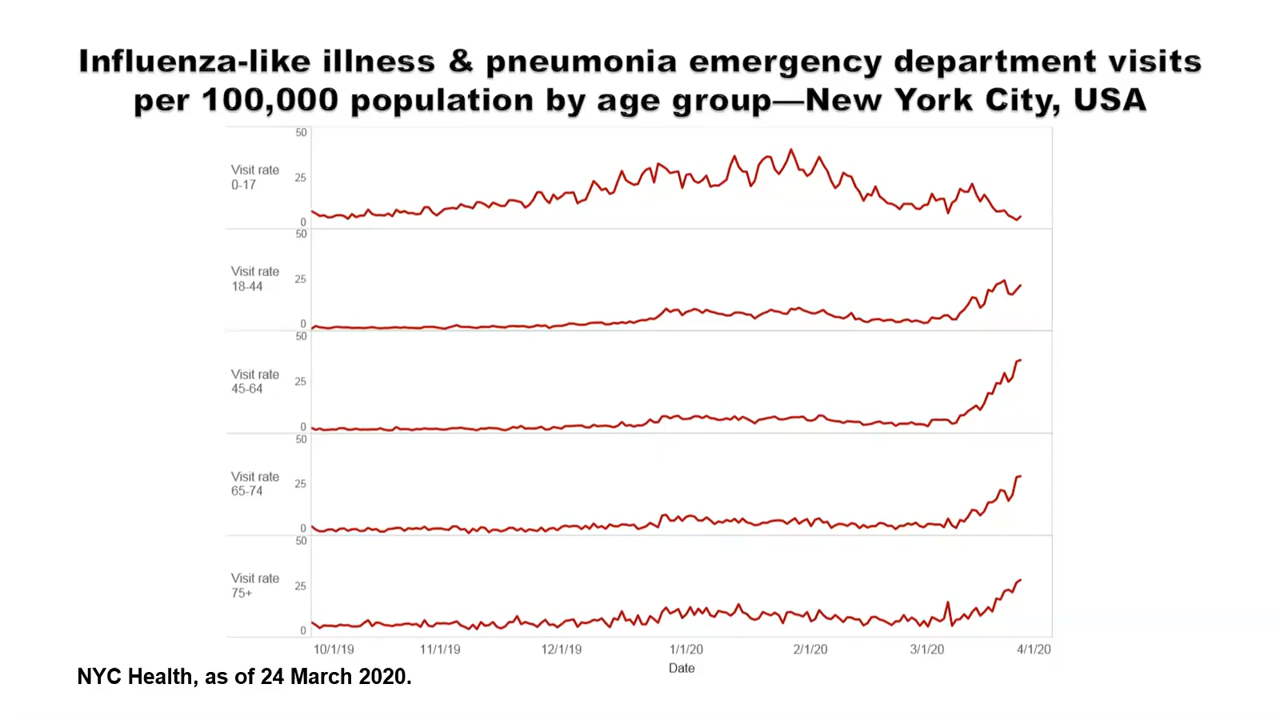 Influenza-like illness & pneumonia emergency department visits
per 100,000 population by age group—New York City, USA
50
Visit rate
0-17
25
0
50
Visit rate
18-44
25
0
50
Visit rate
45-64
25
0
50
Visit rate
65-74
25
0
50
Visit rate
75+
25
0
10/1/19 11/1/19 12/1/19 1/1/20 2/1/20 3/1/20 4/1/20
Date
NYC Health, as of 24 March 2020.